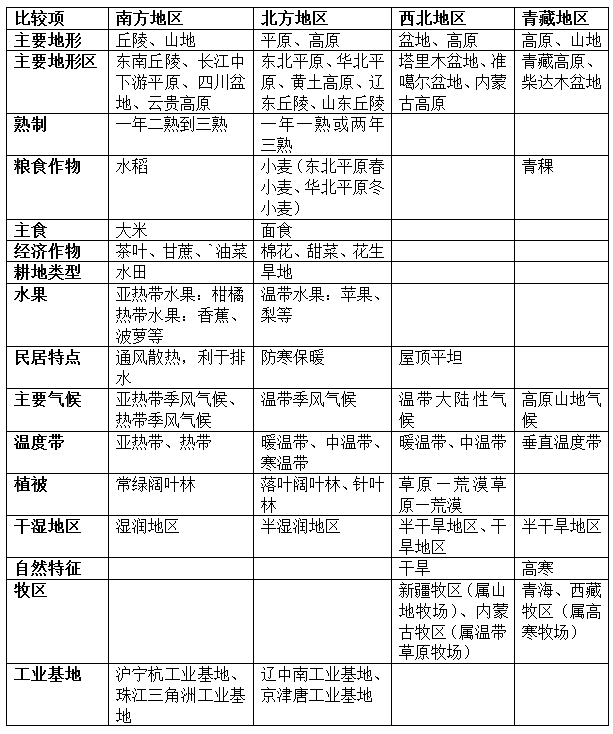 比较项 南方地区 北方地区 西北地区 青藏地区
主要地形 丘陵、山地 平原、高原 盆地、高原 高原、山地
主要地形区 东南丘陵、长江中 东北平原、华北平 塔里木盆地、准 青藏高原、
下游平原、四川盆 原、黄土高原、辽 噶尔盆地、内蒙 柴达木盆地
地、云贵高原 东丘陵、山东丘陵 古高原
熟制 一年二熟到三熟 一年一熟或两年
三熟
粮食作物 水稻 小麦（东北平原春 青稞
小麦、华北平原冬
小麦）
主食 大米 面食
经济作物 茶叶、甘蔗、`油菜 棉花、甜菜、花生
耕地类型 水田 旱地
水果 亚热带水果：柑橘 温带水果：苹果、
热带水果：香蕉、 梨等
波萝等
民居特点 通风散热，利于排 防寒保暖 屋顶平坦
水
主要气候 亚热带季风气候、 温带季风气候 温带大陆性气 高原山地气
热带季风气候 候 候
温度带 亚热带、热带 暖温带、中温带、 暖温带、中温带 垂直温度带
寒温带
植被 常绿阔叶林 落叶阔叶林、针叶 草原一荒漠草
林 原一荒漠
干湿地区 湿润地区 半湿润地区 半干旱地区、干 半干旱地区
旱地区
自然特征 干旱 高寒
牧区 新疆牧区（属山 青海、西藏
地牧场）、内蒙 牧区（属高
古牧区（属温带 寒牧场）
草原牧场）
工业基地 沪宁杭工业基地、 辽中南工业基地、
珠江三角洲工业基 京津唐工业基地
地